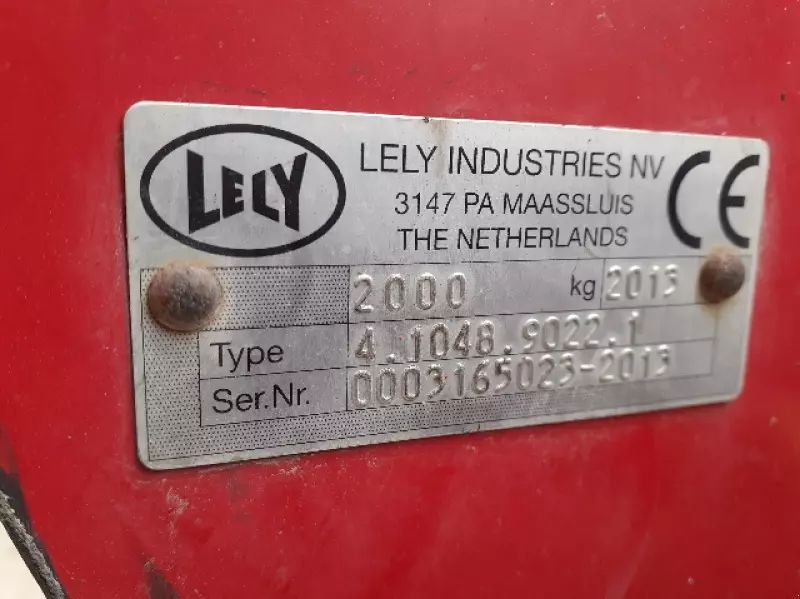 LELY
LELY INDUSTRIES NV
3147 PA MAASSLUIS
THE NETHERLANDS
CE
2000 kg 2013
Type 4.1048.9022.1
Ser.Nr. 0003165023-2013